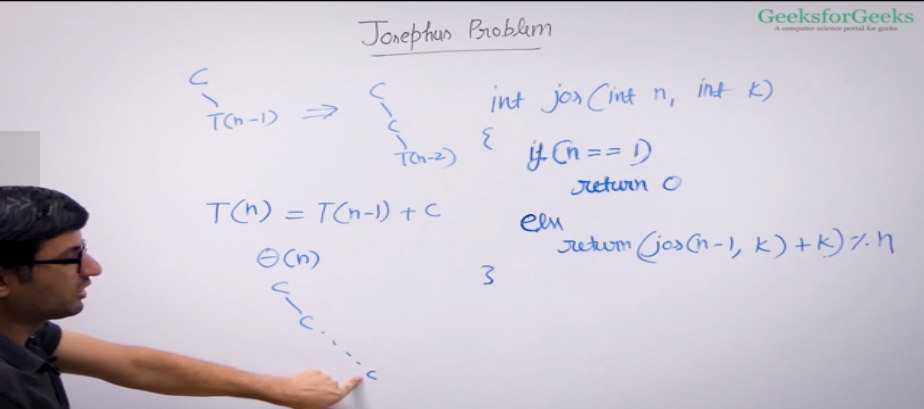 GeeksforGeeks
A computer science portal for geeks
Josephus Problem
C
T(n-1) ⇒
C
C
T(n-2)
T(n) = T(n-1) + C
Θ(n)
C
C
C
int jos(int n, int k)
{
if (n == 1)
return 0
else
return (jos(n-1, k) + k) % n
}